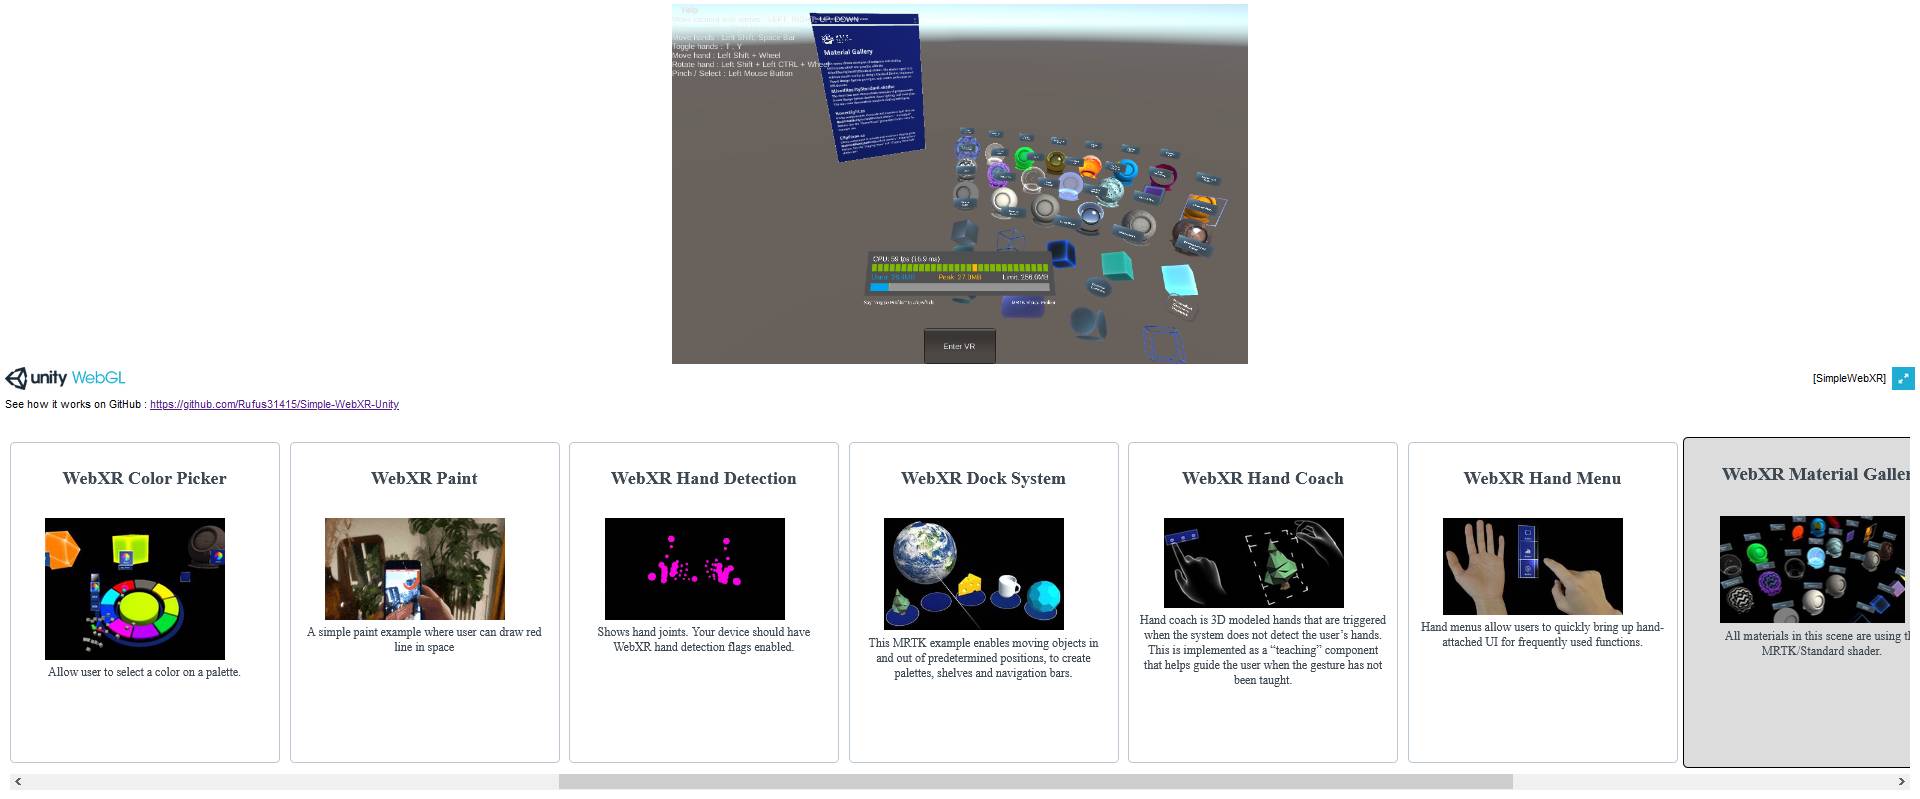 Help
Move headset with arrows : LEFT, RIGHT, UP, DOWN
Move hands : Left Shift, Space Bar
Toggle hands : T , Y
Move hand : Left Shift + Wheel
Rotate hand : Left Shift + Left CTRL + Wheel
Pinch / Select : Left Mouse Button
Material Gallery
CPU: 59 fps (16.9 ms)
Peak: 27.0MB
Limit: 256.0MB
Enter VR
unity WebGL
[SimpleWebXR]
See how it works on GitHub : https://github.com/Rufus31415/Simple-WebXR-Unity
WebXR Color Picker
Allow user to select a color on a palette.
WebXR Paint
A simple paint example where user can draw red
line in space
WebXR Hand Detection
Shows hand joints. Your device should have
WebXR hand detection flags enabled.
WebXR Dock System
This MRTK example enables moving objects in
and out of predetermined positions, to create
palettes, shelves and navigation bars.
WebXR Hand Coach
Hand coach is 3D modeled hands that are triggered
when the system does not detect the user’s hands.
This is implemented as a “teaching” component
that helps guide the user when the gesture has not
been taught.
WebXR Hand Menu
Hand menus allow users to quickly bring up hand-
attached UI for frequently used functions.
WebXR Material Galler
All materials in this scene are using th
MRTK/Standard shader.